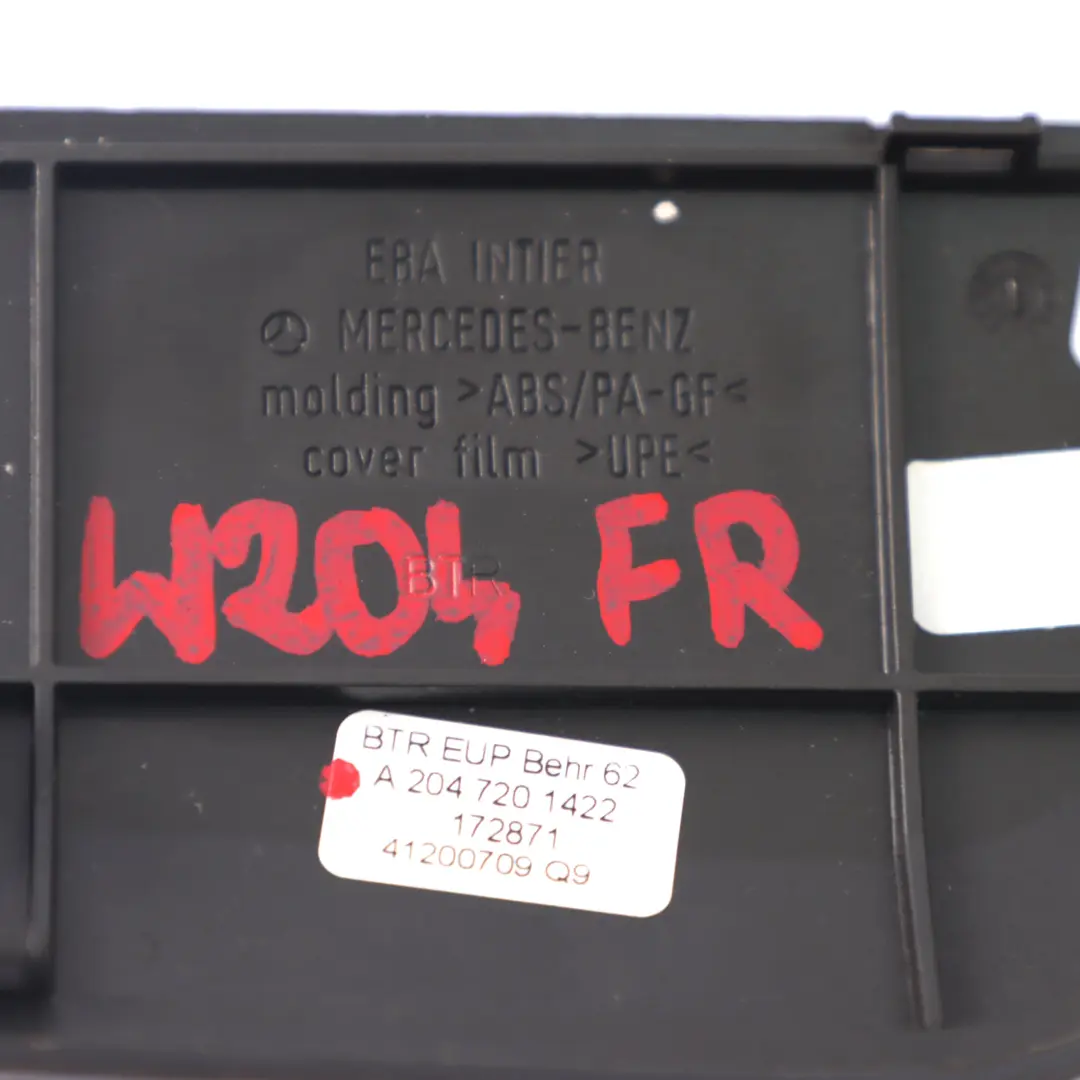 EBA INTIER
MERCEDES-BENZ
molding >ABS/PA-GF<
cover film >UPE<
W204 FR
BTR
BTR EUP Behr 62
A 204 720 1422
172871
41200709 Q9